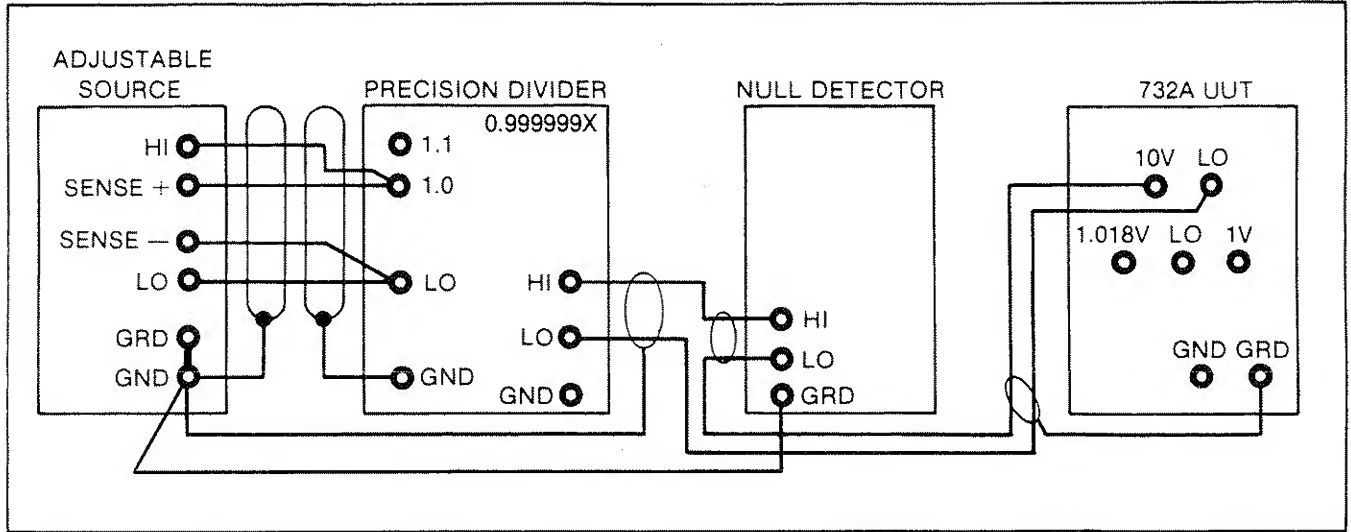 ADJUSTABLE
SOURCE
HI
SENSE +
SENSE —
LO
GRD
GND
PRECISION DIVIDER
0.999999X
1.1
1.0
LO
GND
HI
LO
GND
NULL DETECTOR
HI
LO
GRD
732A UUT
10V LO
1.018V LO 1V
GND GRD